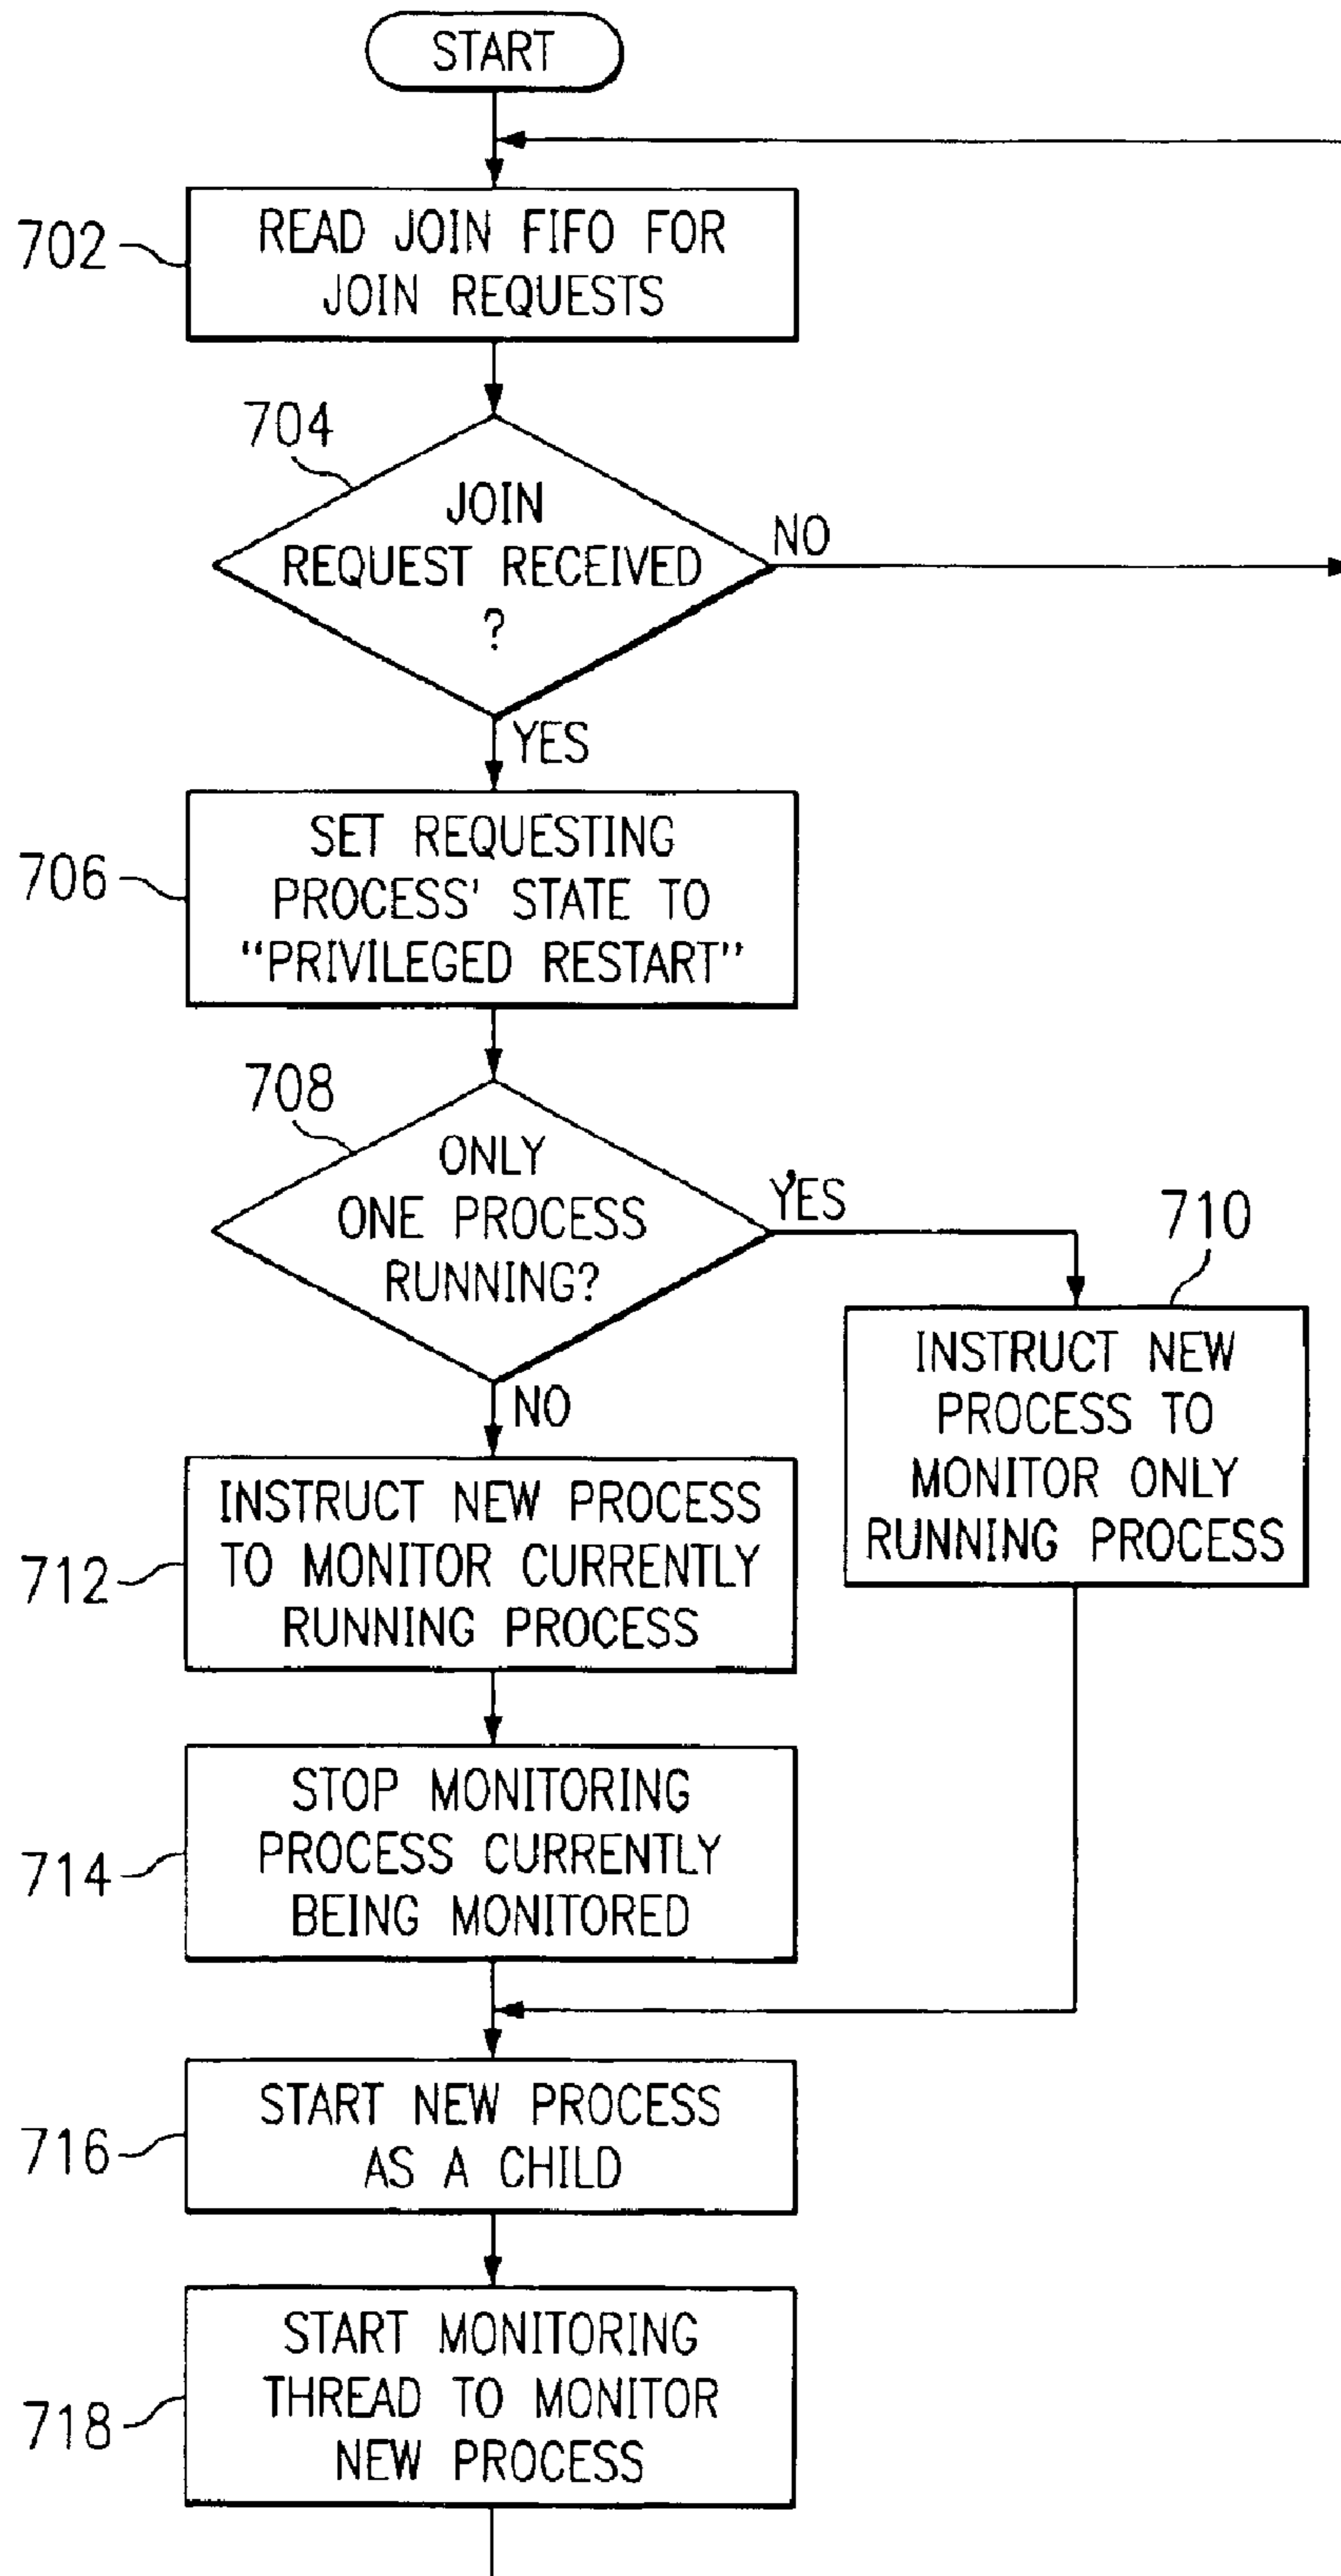 START
702
READ JOIN FIFO FOR
JOIN REQUESTS
704
JOIN
REQUEST RECEIVED
?
NO
YES
706
SET REQUESTING
PROCESS' STATE TO
"PRIVILEGED RESTART"
708
ONLY
ONE PROCESS
RUNNING?
YES
NO
710
INSTRUCT NEW
PROCESS TO
MONITOR ONLY
RUNNING PROCESS
712
INSTRUCT NEW PROCESS
TO MONITOR CURRENTLY
RUNNING PROCESS
714
STOP MONITORING
PROCESS CURRENTLY
BEING MONITORED
716
START NEW PROCESS
AS A CHILD
718
START MONITORING
THREAD TO MONITOR
NEW PROCESS